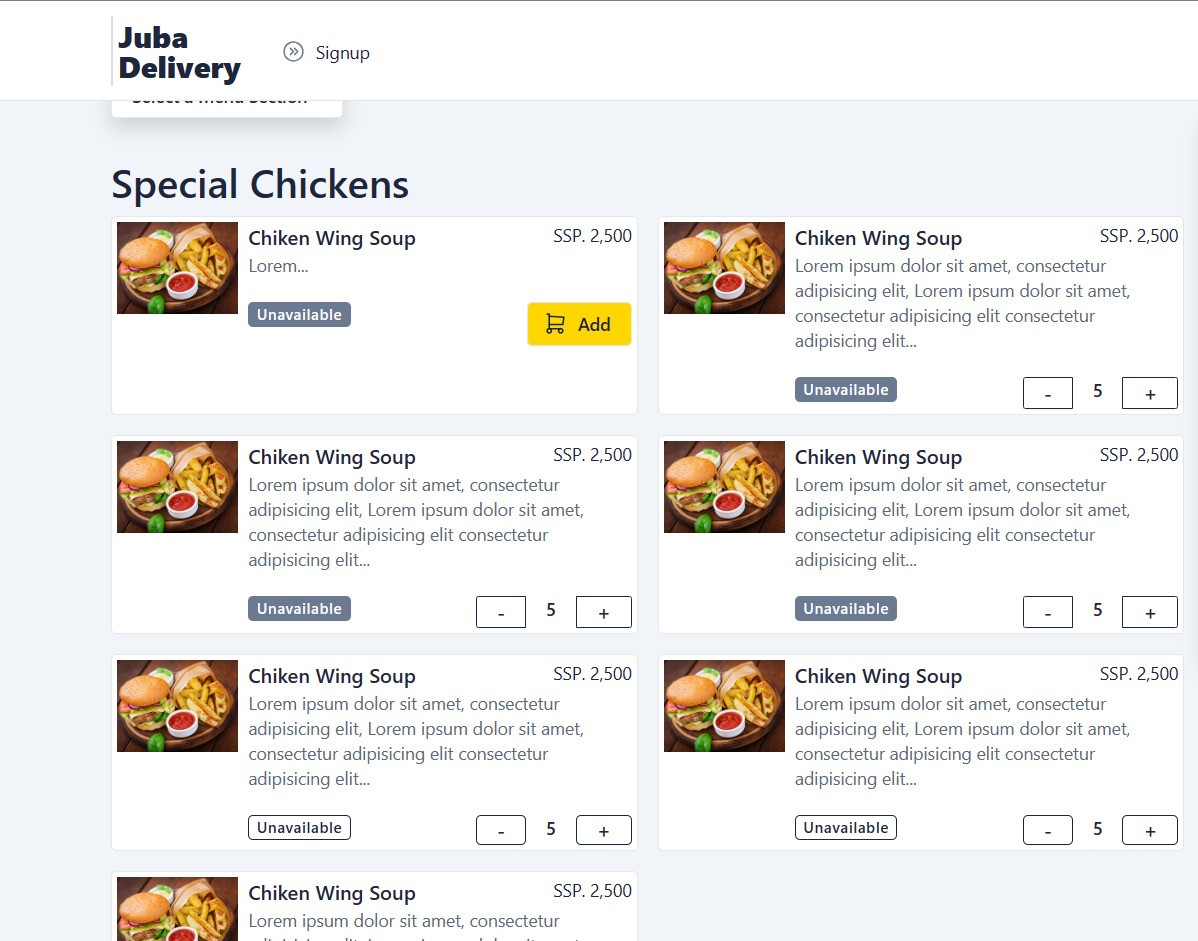 Juba
Delivery
Signup
Select a Menu Section
Special Chickens
Chiken Wing Soup
SSP. 2,500
Lorem...
Unavailable
Add
Chiken Wing Soup
SSP. 2,500
Lorem ipsum dolor sit amet, consectetur
adipisicing elit, Lorem ipsum dolor sit amet,
consectetur adipisicing elit consectetur
adipisicing elit...
Unavailable
- 5 +
Chiken Wing Soup
SSP. 2,500
Lorem ipsum dolor sit amet, consectetur
adipisicing elit, Lorem ipsum dolor sit amet,
consectetur adipisicing elit consectetur
adipisicing elit...
Unavailable
- 5 +
Chiken Wing Soup
SSP. 2,500
Lorem ipsum dolor sit amet, consectetur
adipisicing elit, Lorem ipsum dolor sit amet,
consectetur adipisicing elit consectetur
adipisicing elit...
Unavailable
- 5 +
Chiken Wing Soup
SSP. 2,500
Lorem ipsum dolor sit amet, consectetur
adipisicing elit, Lorem ipsum dolor sit amet,
consectetur adipisicing elit consectetur
adipisicing elit...
Unavailable
- 5 +
Chiken Wing Soup
SSP. 2,500
Lorem ipsum dolor sit amet, consectetur
adipisicing elit, Lorem ipsum dolor sit amet,
consectetur adipisicing elit consectetur
adipisicing elit...
Unavailable
- 5 +
Chiken Wing Soup
SSP. 2,500
Lorem ipsum dolor sit amet, consectetur